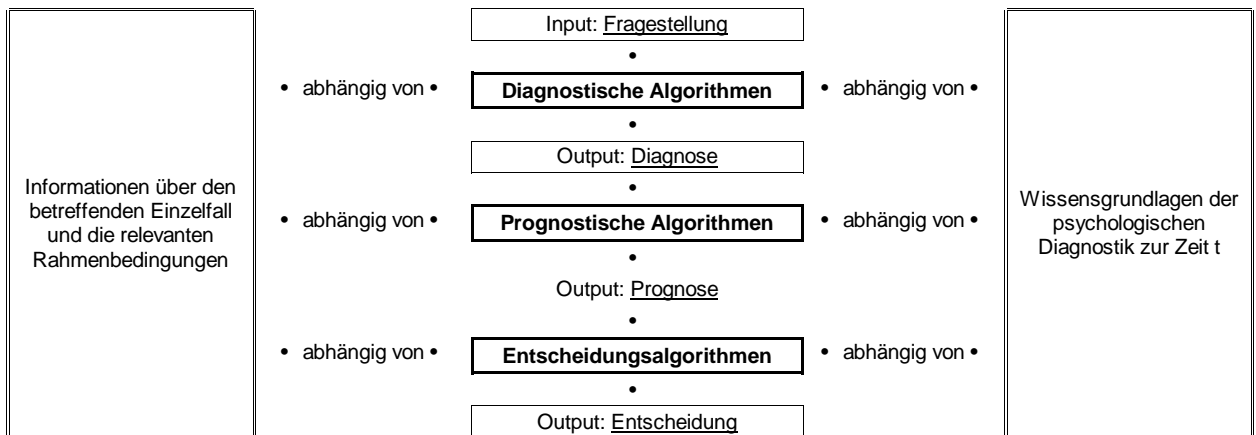 Input: Fragestellung
•
• abhängig von • Diagnostische Algorithmen • abhängig von •
•
Output: Diagnose
•
Informationen über den
betreffenden Einzelfall
und die relevanten
Rahmenbedingungen
• abhängig von • Prognostische Algorithmen • abhängig von •
Wissensgrundlagen der
psychologischen
Diagnostik zur Zeit t
•
Output: Prognose
•
• abhängig von • Entscheidungsalgorithmen • abhängig von •
•
Output: Entscheidung